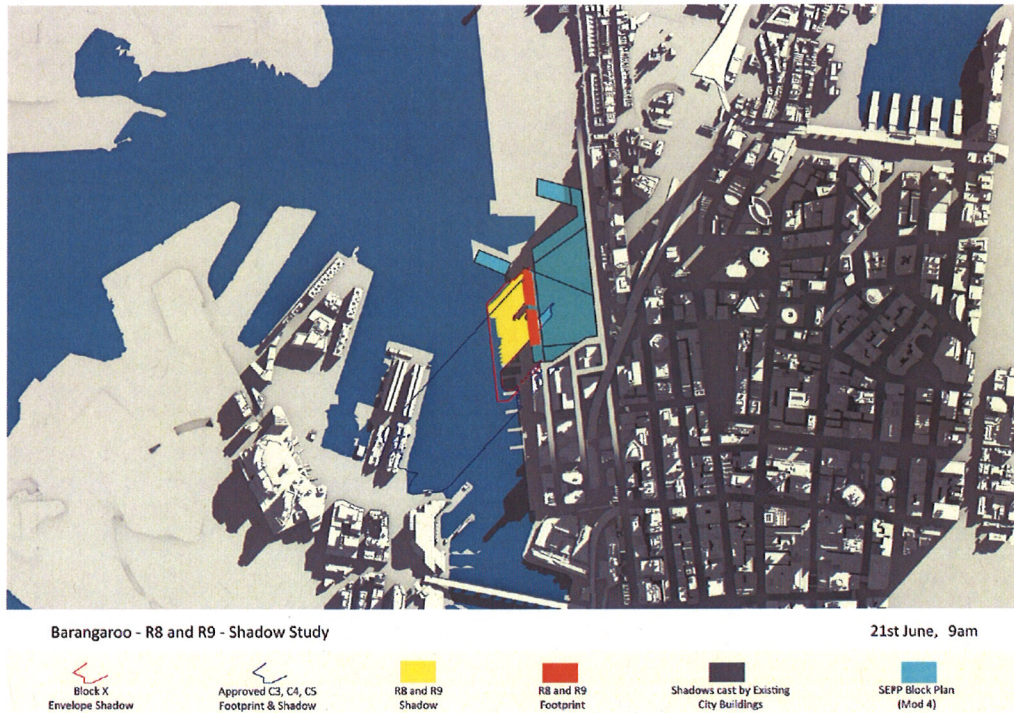 Barangaroo - R8 and R9 - Shadow Study
21st June, 9am
Block X
Envelope Shadow
Approved C3, C4, C5
Footprint & Shadow
R8 and R9
Shadow
R8 and R9
Footprint
Shadows cast by Existing
City Buildings
SEPP Block Plan
(Mod 4)